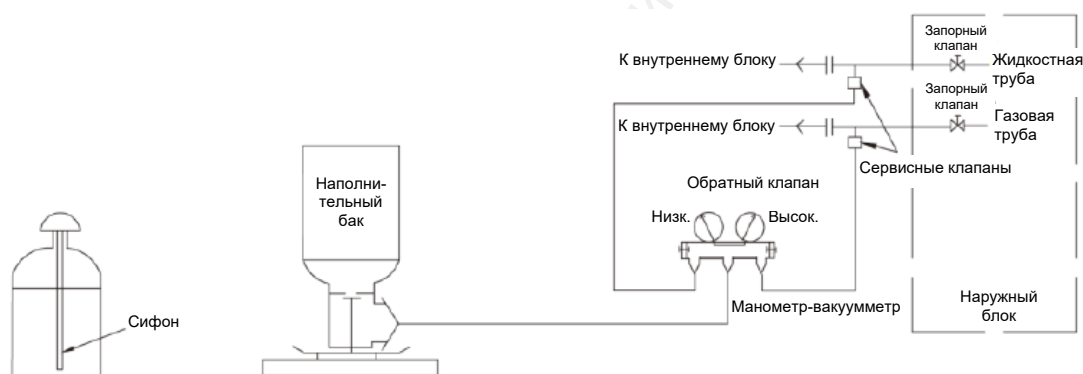 Запорный
клапан
К внутреннему блоку
Жидкостная
труба
Запорный
клапан
К внутреннему блоку
Газовая
труба
Сервисные клапаны
Наполни-
тельный
бак
Обратный клапан
Низк.
Высок.
Манометр-вакуумметр
Наружный
блок
Сифон